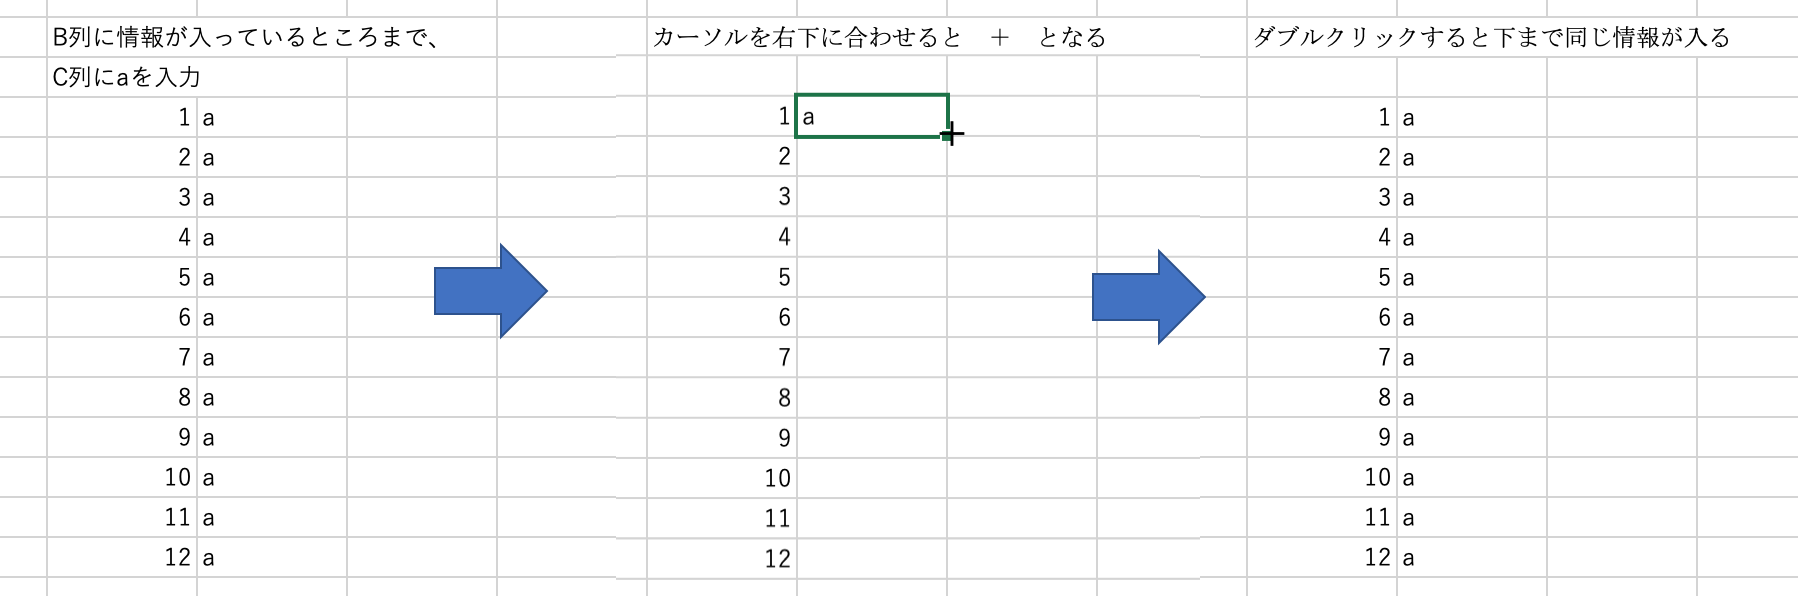 B列に情報が入っているところまで、
C列にaを入力
1 a
2 a
3 a
4 a
5 a
6 a
7 a
8 a
9 a
10 a
11 a
12 a
カーソルを右下に合わせると　＋　となる
1 a
2
3
4
5
6
7
8
9
10
11
12
ダブルクリックすると下まで同じ情報が入る
1 a
2 a
3 a
4 a
5 a
6 a
7 a
8 a
9 a
10 a
11 a
12 a